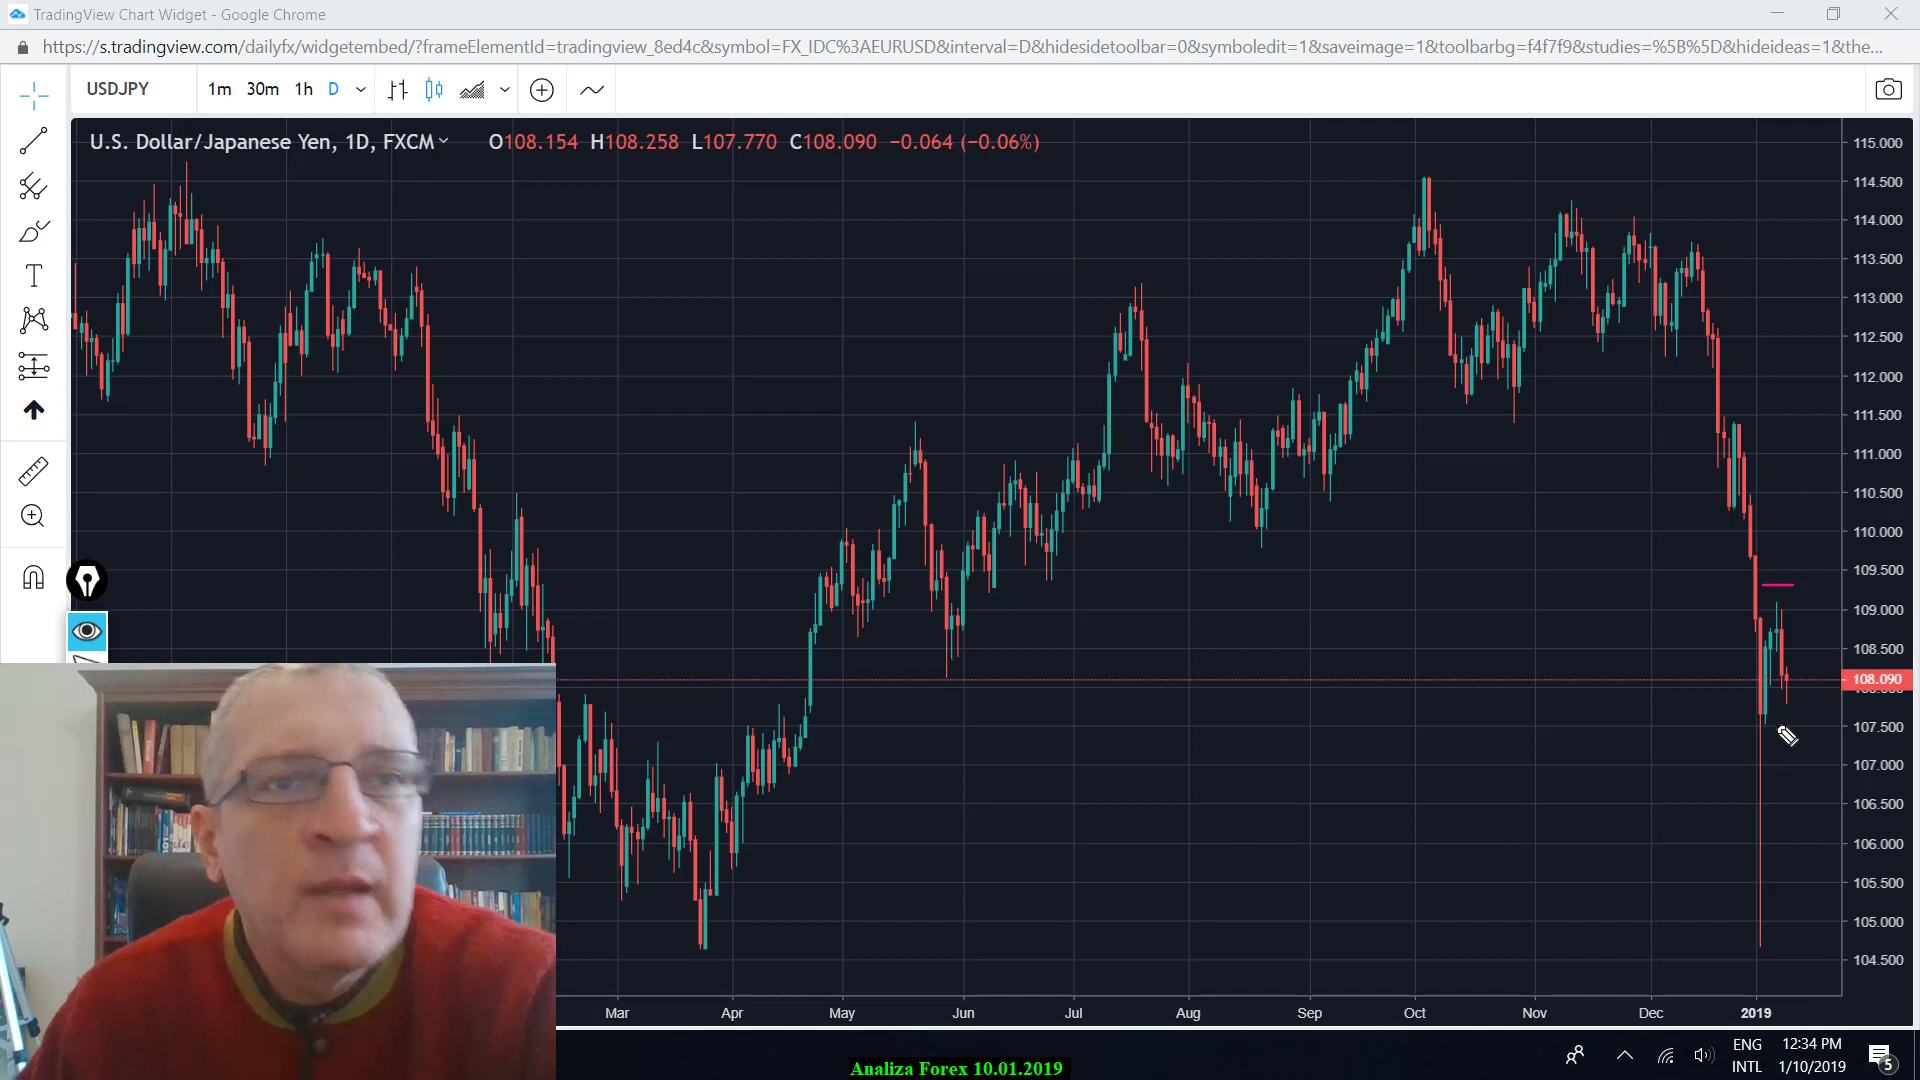 TradingView Chart Widget - Google Chrome
https://s.tradingview.com/dailyfx/widgetembed/?frameElementId=tradingview_8ed4c&symbol=FX_IDC%3AEURUSD&interval=D&hidesidetoolbar=0&symboledit=1&saveimage=1&toolbarbg=f4f7f9&studies=%5B%5D&hideideas=1&the...
USDJPY 1m 30m 1h D
U.S. Dollar/Japanese Yen, 1D, FXCM O108.154 H108.258 L107.770 C108.090 −0.064 (−0.06%)
115.000
114.500
114.000
113.500
113.000
112.500
112.000
111.500
111.000
110.500
110.000
109.500
109.000
108.500
108.090
108.000
107.500
107.000
106.500
106.000
105.500
105.000
104.500
Mar Apr May Jun Jul Aug Sep Oct Nov Dec 2019
Analiza Forex 10.01.2019
ENG 12:34 PM
INTL 1/10/2019 5